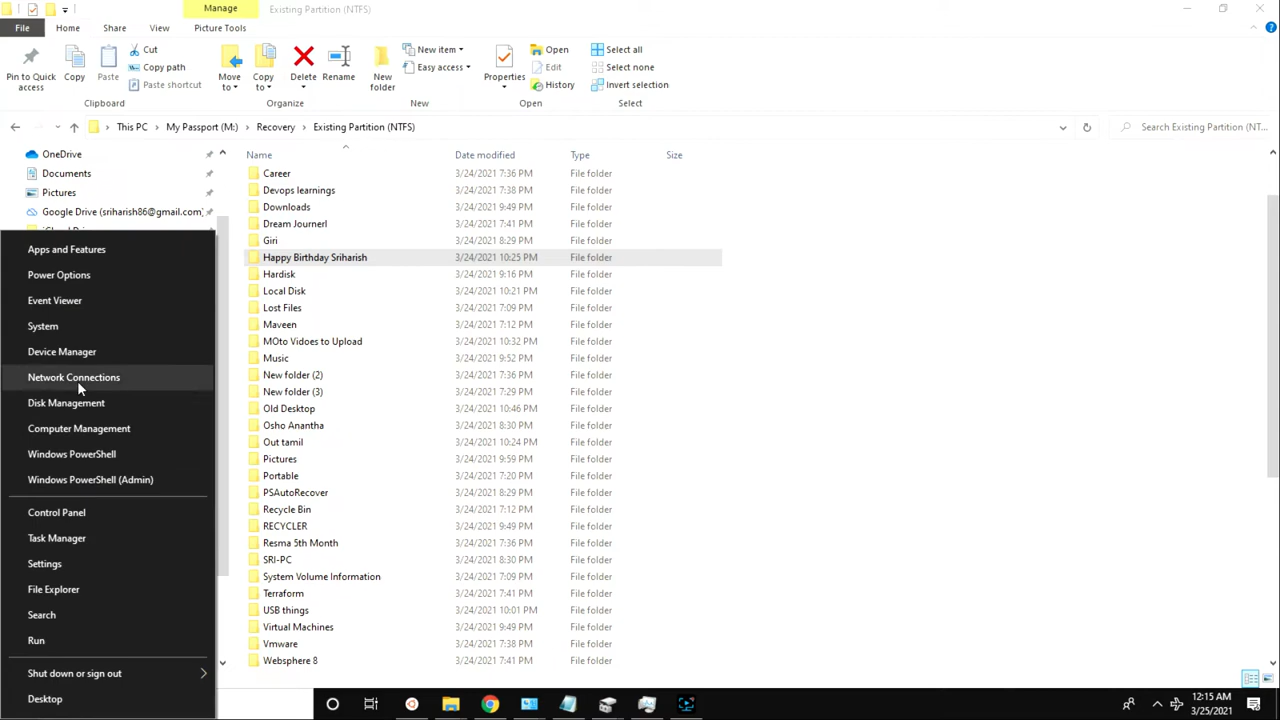 Manage Existing Partition (NTFS)
File Home Share View Picture Tools
Pin to Quick access
Copy
Paste
Cut
Copy path
Paste shortcut
Clipboard
Move to
Copy to
Delete
Rename
Organize
New folder
New item
Easy access
New
Properties
Open
Edit
History
Open
Select all
Select none
Invert selection
Select
This PC My Passport (M:) Recovery Existing Partition (NTFS)
Search Existing Partition (NT...
OneDrive
Documents
Pictures
Google Drive (sriharish86@gmail.com)
Name Date modified Type Size
Career 3/24/2021 7:36 PM File folder
Devops learnings 3/24/2021 7:38 PM File folder
Downloads 3/24/2021 9:49 PM File folder
Dream Journerl 3/24/2021 7:41 PM File folder
Giri 3/24/2021 8:29 PM File folder
Happy Birthday Sriharish 3/24/2021 10:25 PM File folder
Hardisk 3/24/2021 9:16 PM File folder
Local Disk 3/24/2021 10:21 PM File folder
Lost Files 3/24/2021 7:09 PM File folder
Maveen 3/24/2021 7:12 PM File folder
MOto Vidoes to Upload 3/24/2021 10:32 PM File folder
Music 3/24/2021 9:52 PM File folder
New folder (2) 3/24/2021 7:36 PM File folder
New folder (3) 3/24/2021 7:29 PM File folder
Old Desktop 3/24/2021 10:46 PM File folder
Osho Anantha 3/24/2021 8:30 PM File folder
Out tamil 3/24/2021 10:24 PM File folder
Pictures 3/24/2021 9:59 PM File folder
Portable 3/24/2021 7:20 PM File folder
PSAutoRecover 3/24/2021 8:29 PM File folder
Recycle Bin 3/24/2021 7:12 PM File folder
RECYCLER 3/24/2021 9:49 PM File folder
Resma 5th Month 3/24/2021 7:36 PM File folder
SRI-PC 3/24/2021 8:30 PM File folder
System Volume Information 3/24/2021 7:09 PM File folder
Terraform 3/24/2021 7:41 PM File folder
USB things 3/24/2021 10:01 PM File folder
Virtual Machines 3/24/2021 9:49 PM File folder
Vmware 3/24/2021 7:38 PM File folder
Websphere 8 3/24/2021 7:41 PM File folder
Apps and Features
Power Options
Event Viewer
System
Device Manager
Network Connections
Disk Management
Computer Management
Windows PowerShell
Windows PowerShell (Admin)
Control Panel
Task Manager
Settings
File Explorer
Search
Run
Shut down or sign out
Desktop
12:15 AM
3/25/2021